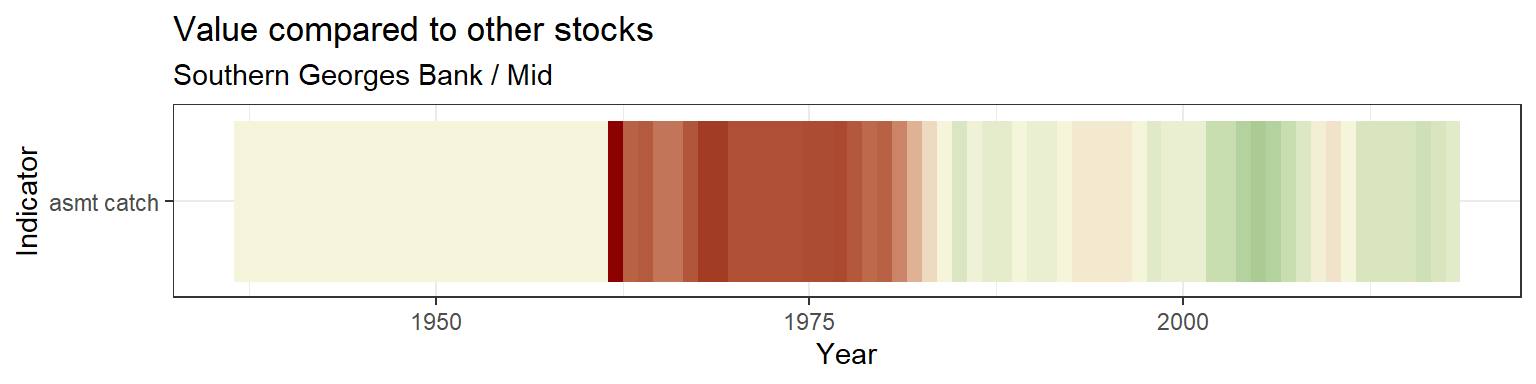 Value compared to other stocks
Southern Georges Bank / Mid
Indicator
asmt catch
1950 1975 2000
Year